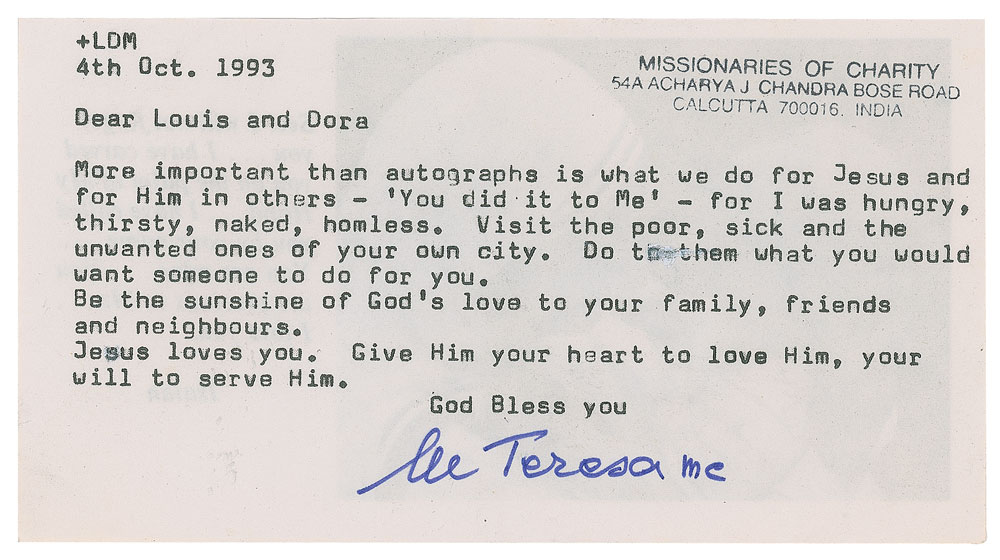 +LDM
4th Oct. 1993
MISSIONARIES OF CHARITY
54A ACHARYA J CHANDRA BOSE ROAD
CALCUTTA 700016. INDIA
Dear Louis and Dora
More important than autographs is what we do for Jesus and
for Him in others - 'You did it to Me' - for I was hungry,
thirsty, naked, homless. Visit the poor, sick and the
unwanted ones of your own city. Do to them what you would
want someone to do for you.
Be the sunshine of God's love to your family, friends
and neighbours.
Jesus loves you. Give Him your heart to love Him, your
will to serve Him.
God Bless you
M Teresa mc